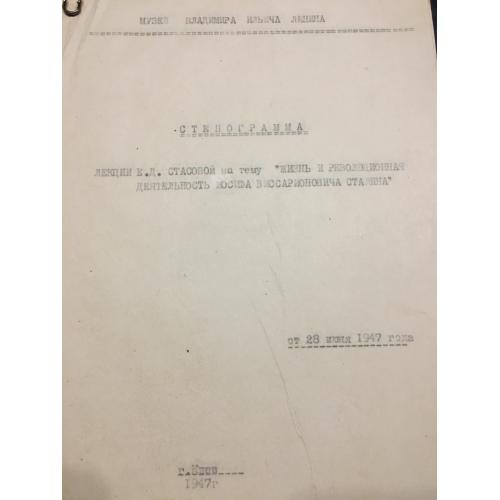 МУЗЕЙ ВЛАДИМИРА ИЛЬИЧА ЛЕНИНА
СТЕНОГРАММА
ЛЕКЦИИ Е.Д. СТАСОВОЙ на тему "ЖИЗНЬ И РЕВОЛЮЦИОННАЯ
ДЕЯТЕЛЬНОСТЬ ИОСИФА ВИССАРИОНОВИЧА СТАЛИНА"
от 28 июня 1947 года
г.Киев
1947г